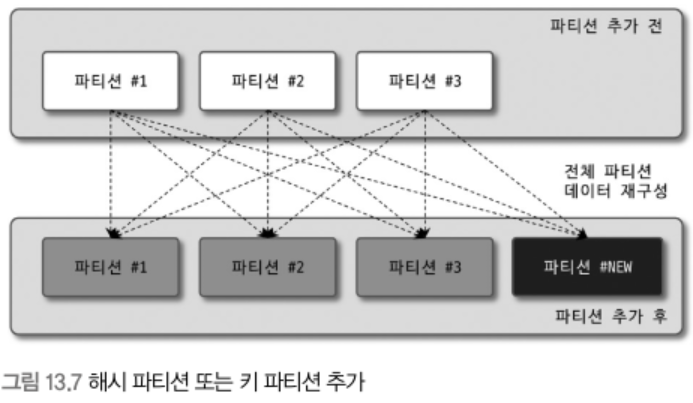 파티션 추가 전
파티션 #1
파티션 #2
파티션 #3
전체 파티션
데이터 재구성
파티션 #1
파티션 #2
파티션 #3
파티션 #NEW
파티션 추가 후
그림 13.7 해시 파티션 또는 키 파티션 추가